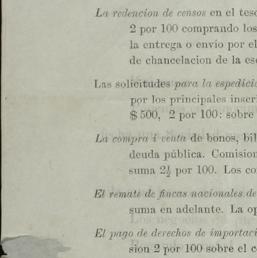 La redencion de censos en el teso
2 por 100 comprando los
la entrega o envio por el
de chancelacion de la es
Las solicitudes para la espedici
por los principales inscri
$ 500, 2 por 100: sobre
La compra i venta de bonos, bil
deuda pública. Comision
suma 2½ por 100. Los co
El remate de fincas nacionales de
suma en adelante. La op
El pago de derechos de importaci
sion 2 por 100 sobre el c